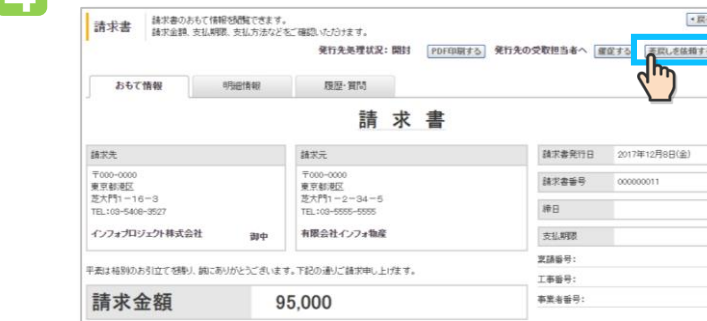 4
請求書
請求書のおもて情報を閲覧できます。
請求金額、支払期限、支払方法などをご確認いただけます。
発行先処理状況：開封 PDF印刷する 発行先の受取担当者へ 催促する 差戻しを依頼す
おもて情報 明細情報 履歴・質問
請 求 書
請求先
〒000-0000
東京都港区
芝大門1－16－3
TEL：03-5408-3527
インフォプロジェクト株式会社 御中
請求元
〒000-0000
東京都港区
芝大門1－2－34－5
TEL：03-5555-5555
有限会社インフォ物産
請求書発行日 2017年12月8日(金)
請求書番号 000000011
締日
支払期限
稟議番号：
工事番号：
事業者番号：
平素は格別のお引立てを賜り、誠にありがとうございます。下記の通りご請求申し上げます。
請求金額 95,000